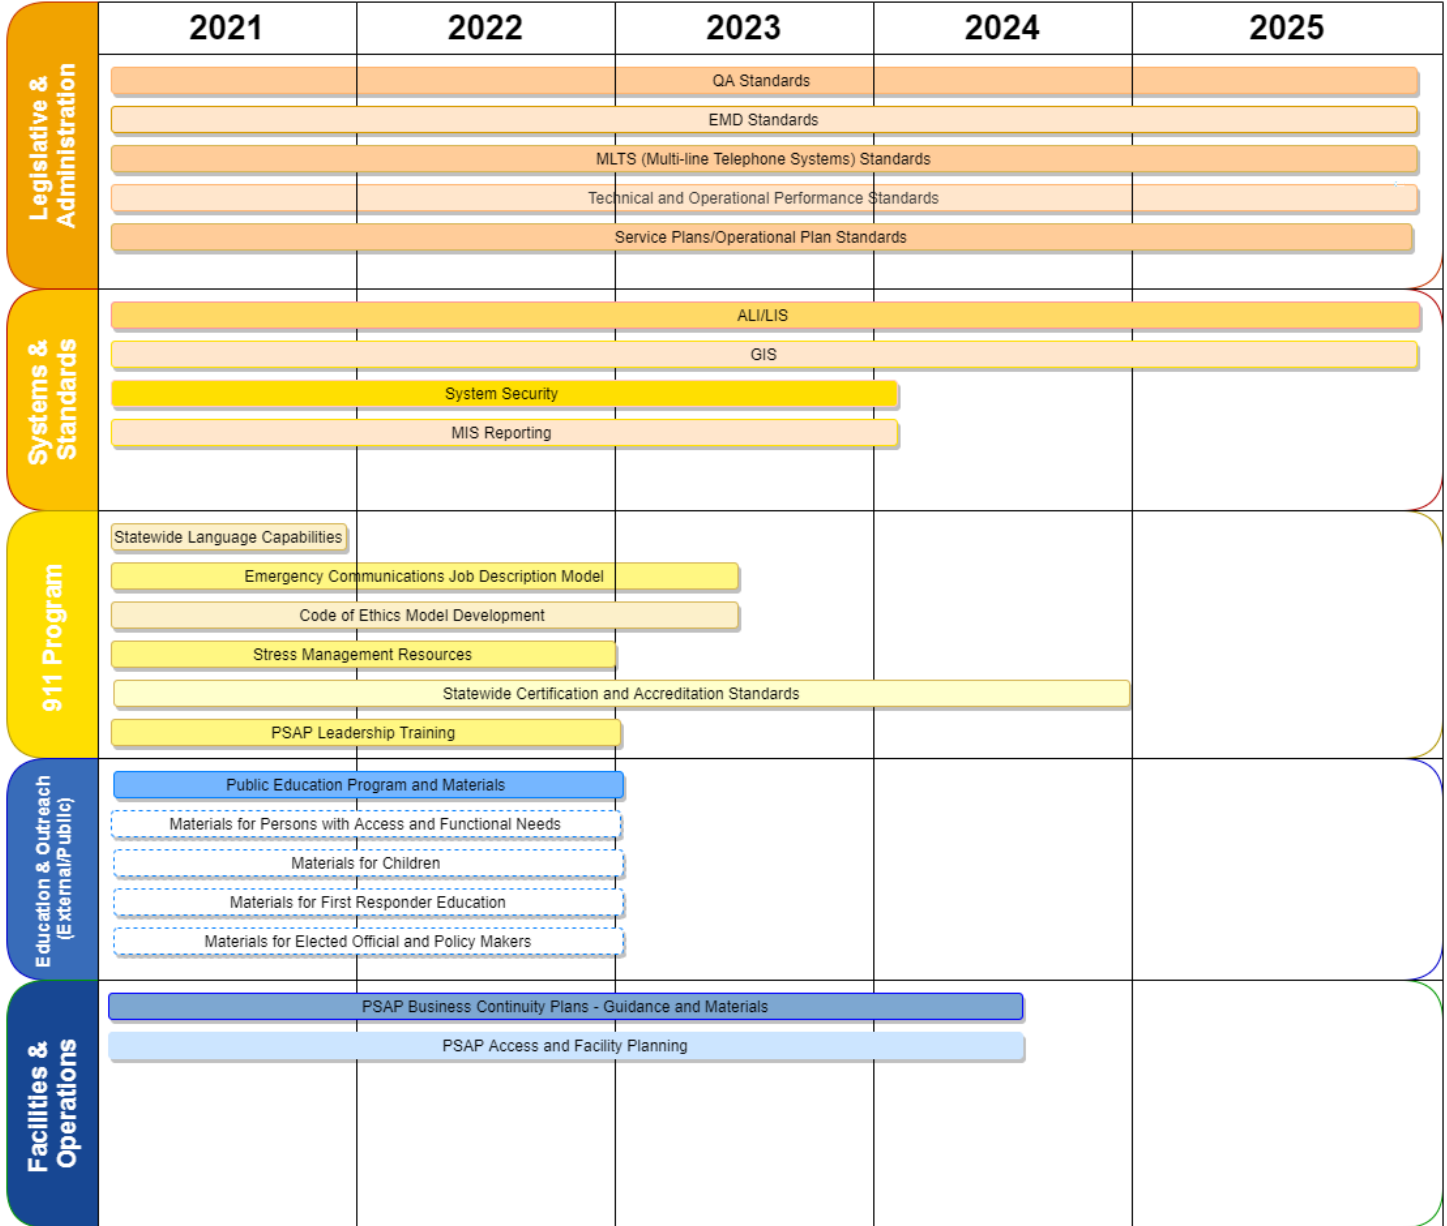 2021 2022 2023 2024 2025
Legislative &
Administration
QA Standards
EMD Standards
MLTS (Multi-line Telephone Systems) Standards
Technical and Operational Performance Standards
Service Plans/Operational Plan Standards
Systems &
Standards
ALI/LIS
GIS
System Security
MIS Reporting
911 Program
Statewide Language Capabilities
Emergency Communications Job Description Model
Code of Ethics Model Development
Stress Management Resources
Statewide Certification and Accreditation Standards
PSAP Leadership Training
Education & Outreach
(External/Public)
Public Education Program and Materials
Materials for Persons with Access and Functional Needs
Materials for Children
Materials for First Responder Education
Materials for Elected Official and Policy Makers
Facilities &
Operations
PSAP Business Continuity Plans - Guidance and Materials
PSAP Access and Facility Planning